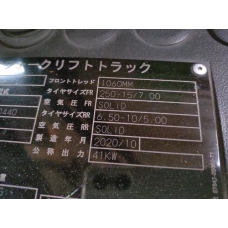 クリフトトラック
フロントトレッド 1060MM
タイヤサイズFR 250-15/7.00
空気圧FR SOLID
タイヤサイズRR 6.50-10/5.00
空気圧RR SOLID
製造年月 2020/10
公称出力 41KW
型式
0440